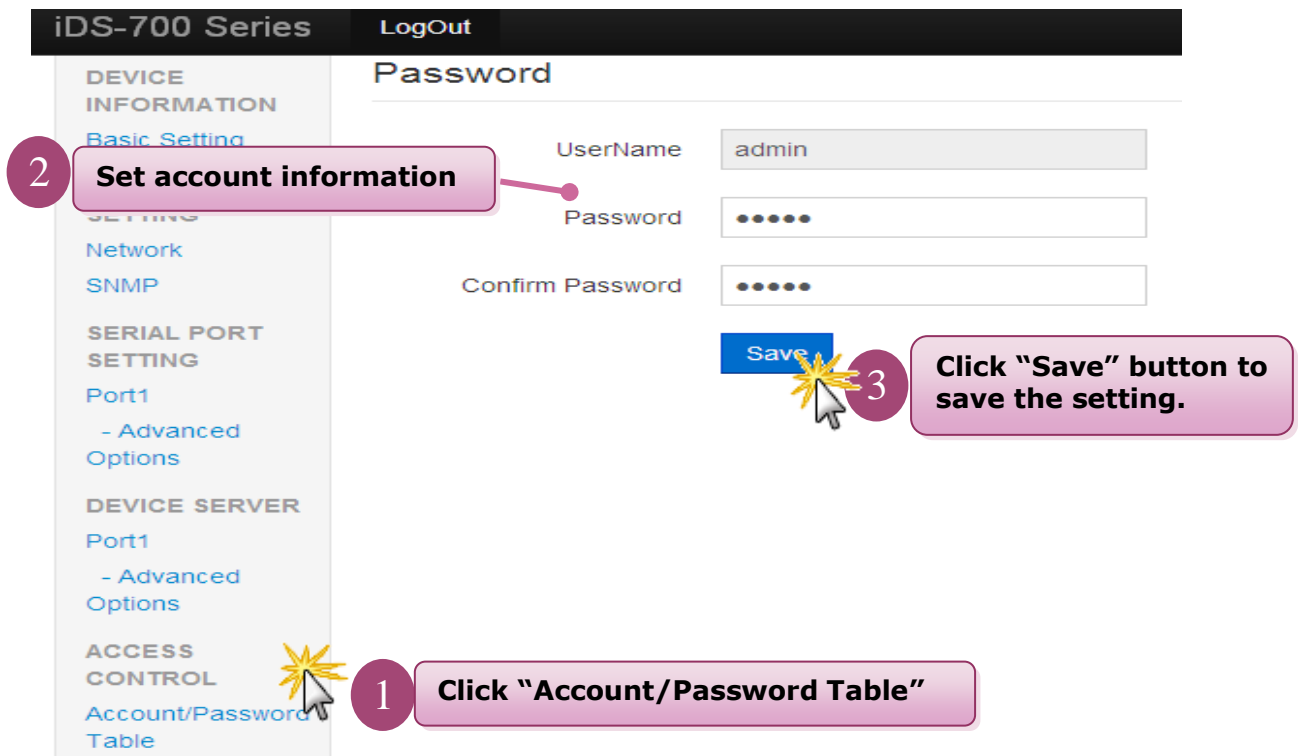 iDS-700 Series
LogOut
DEVICE
INFORMATION
Basic Setting
SETTING
Network
SNMP
SERIAL PORT
SETTING
Port1
- Advanced
Options
DEVICE SERVER
Port1
- Advanced
Options
ACCESS
CONTROL
Account/Password
Table
Password
UserName
admin
Password
•••••
Confirm Password
•••••
Save
2
Set account information
3
Click “Save” button to
save the setting.
1
Click “Account/Password Table”